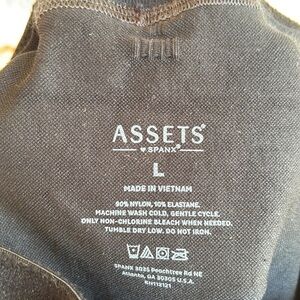 ASSETS®
♥ SPANX®
L
MADE IN VIETNAM
90% NYLON, 10% ELASTANE.
MACHINE WASH COLD, GENTLE CYCLE.
ONLY NON-CHLORINE BLEACH WHEN NEEDED.
TUMBLE DRY LOW. DO NOT IRON.
SPANX 3035 Peachtree Rd NE
Atlanta, GA 30305 U.S.A.
KH112121